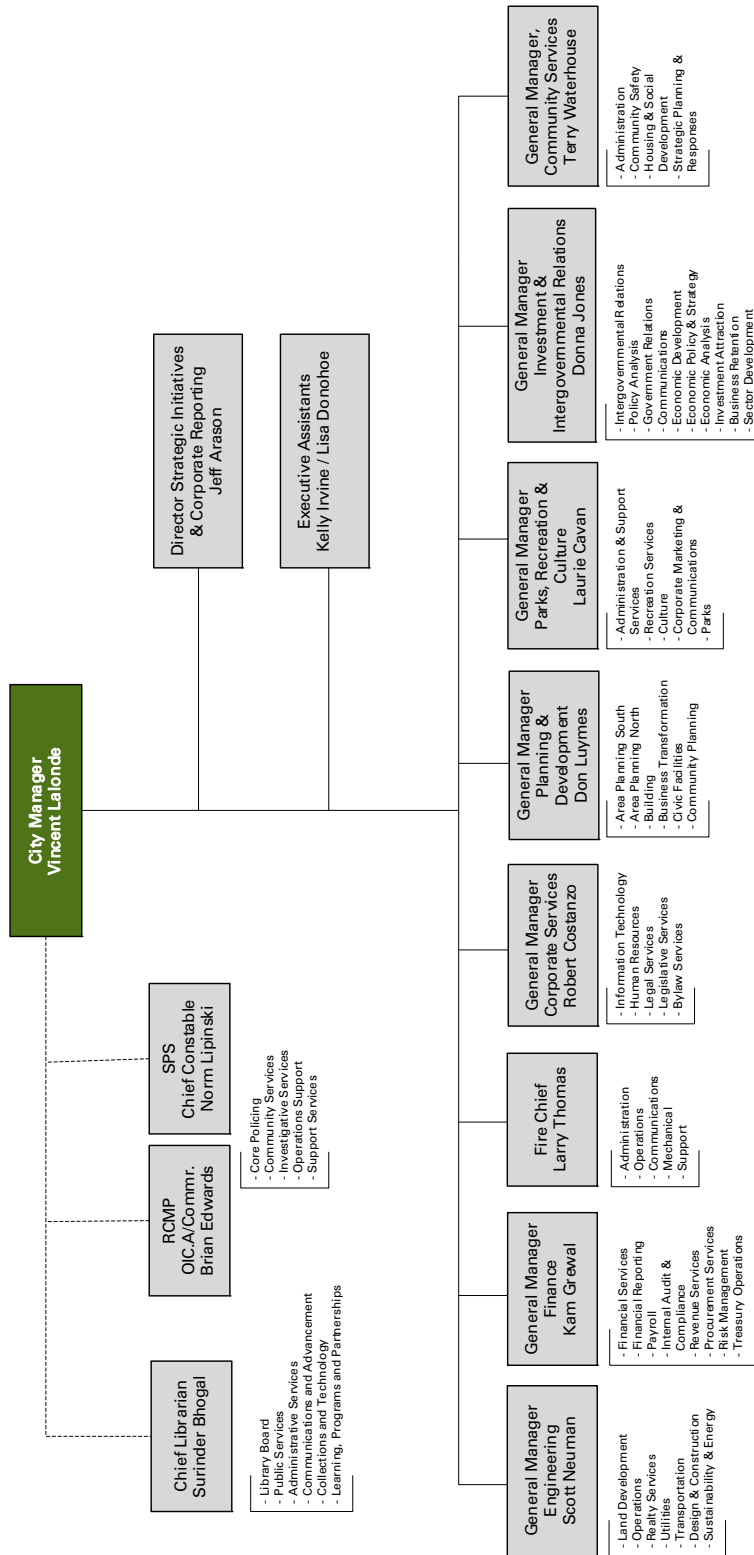 City Manager
Vincent Lalonde
Chief Librarian
Surinder Bhogal
- Library Board
- Public Services
- Administrative Services
- Communications and Advancement
- Collections and Technology
- Learning, Programs and Partnerships
RCMP
OIC.A/Commr.
Brian Edwards
SPS
Chief Constable
Norm Lipinski
- Core Policing
- Community Services
- Investigative Services
- Operations Support
- Support Services
Director Strategic Initiatives
& Corporate Reporting
Jeff Arason
Executive Assistants
Kelly Irvine / Lisa Donohoe
General Manager
Engineering
Scott Neuman
- Land Development
- Operations
- Realty Services
- Utilities
- Transportation
- Design & Construction
- Sustainability & Energy
General Manager
Finance
Kam Grewal
- Financial Services
- Financial Reporting
- Payroll
- Internal Audit &
Compliance
- Revenue Services
- Procurement Services
- Risk Management
- Treasury Operations
Fire Chief
Larry Thomas
- Administration
- Operations
- Communications
- Mechanical
- Support
General Manager
Corporate Services
Robert Costanzo
- Information Technology
- Human Resources
- Legal Services
- Legislative Services
- Bylaw Services
General Manager
Planning &
Development
Don Luymes
- Area Planning South
- Area Planning North
- Building
- Business Transformation
- Civic Facilities
- Community Planning
General Manager
Parks, Recreation &
Culture
Laurie Cavan
- Administration & Support
Services
- Recreation Services
- Culture
- Corporate Marketing &
Communications
- Parks
General Manager
Investment &
Intergovernmental Relations
Donna Jones
- Intergovernmental Relations
- Policy Analysis
- Government Relations
- Communications
- Economic Development
- Economic Policy & Strategy
- Economic Analysis
- Investment Attraction
- Business Retention
- Sector Development
General Manager,
Community Services
Terry Waterhouse
- Administration
- Community Safety
- Housing & Social
Development
- Strategic Planning &
Responses